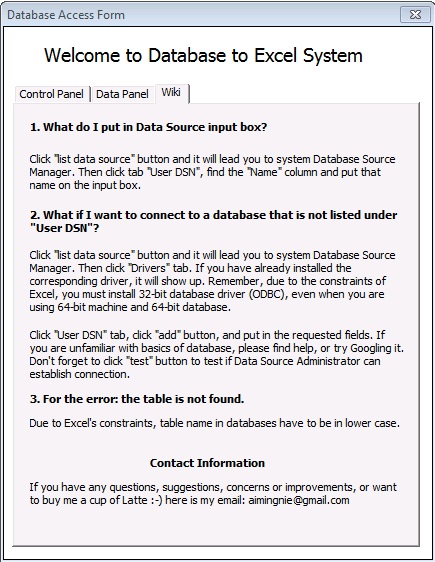 Database Access Form
Welcome to Database to Excel System
Control Panel Data Panel Wiki
1. What do I put in Data Source input box?
Click "list data source" button and it will lead you to system Database Source
Manager. Then click tab "User DSN", find the "Name" column and put that
name on the input box.
2. What if I want to connect to a database that is not listed under
"User DSN"?
Click "list data source" button and it will lead you to system Database Source
Manager. Then click "Drivers" tab. If you have already installed the
corresponding driver, it will show up. Remember, due to the constraints of
Excel, you must install 32-bit database driver (ODBC), even when you are
using 64-bit machine and 64-bit database.
Click "User DSN" tab, click "add" button, and put in the requested fields. If
you are unfamiliar with basics of database, please find help, or try Googling it.
Don't forget to click "test" button to test if Data Source Administrator can
establish connection.
3. For the error: the table is not found.
Due to Excel's constraints, table name in databases have to be in lower case.
Contact Information
If you have any questions, suggestions, concerns or improvements, or want
to buy me a cup of Latte :-) here is my email: aimingnie@gmail.com